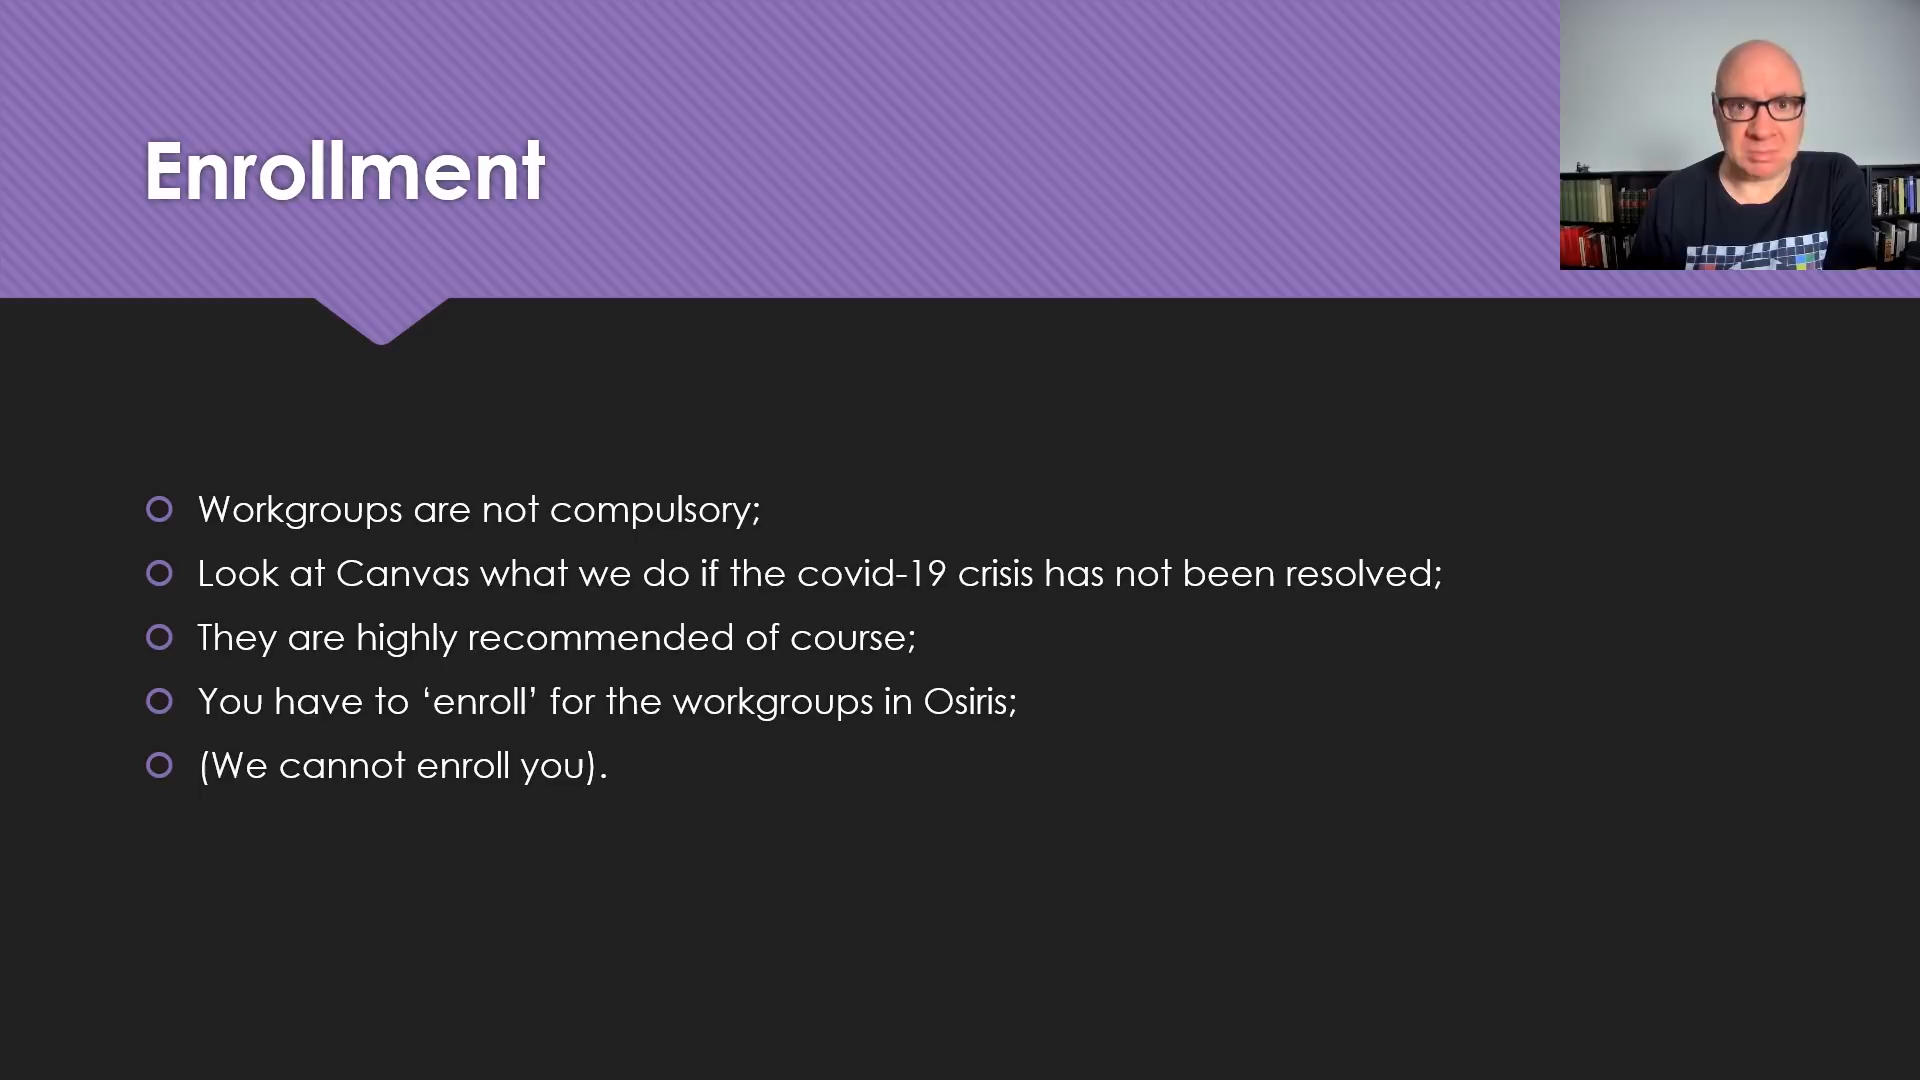 Enrollment
Workgroups are not compulsory;
Look at Canvas what we do if the covid-19 crisis has not been resolved;
They are highly recommended of course;
You have to ‘enroll’ for the workgroups in Osiris;
(We cannot enroll you).